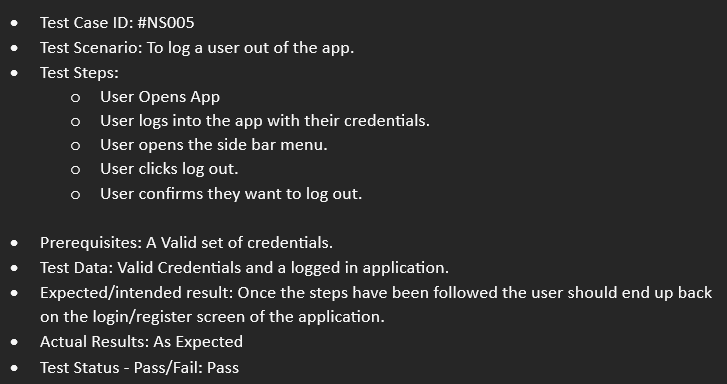 • Test Case ID: #NS005
• Test Scenario: To log a user out of the app.
• Test Steps:
o User Opens App
o User logs into the app with their credentials.
o User opens the side bar menu.
o User clicks log out.
o User confirms they want to log out.
• Prerequisites: A Valid set of credentials.
• Test Data: Valid Credentials and a logged in application.
• Expected/intended result: Once the steps have been followed the user should end up back
on the login/register screen of the application.
• Actual Results: As Expected
• Test Status - Pass/Fail: Pass